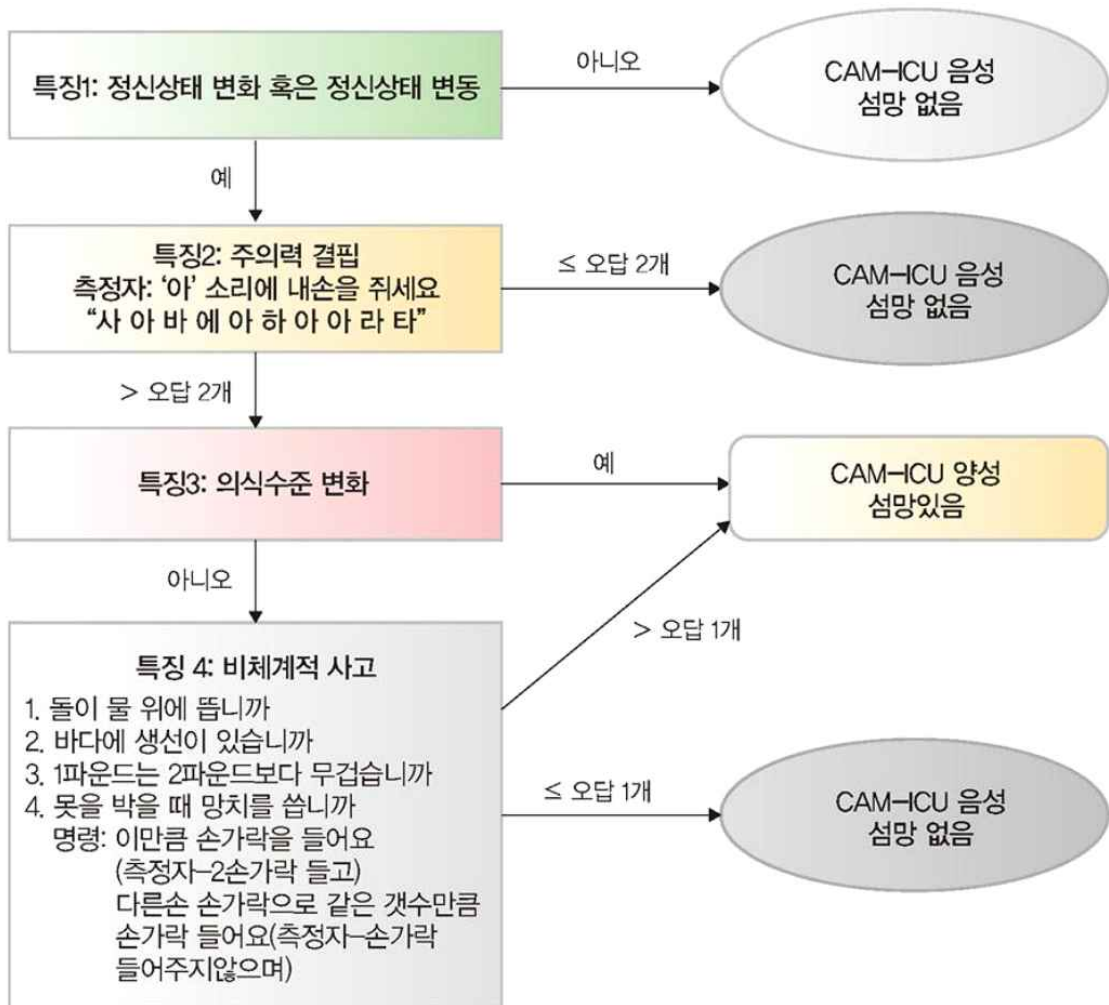 특징1: 정신상태 변화 혹은 정신상태 변동
아니오
CAM-ICU 음성
섬망 없음
예
특징2: 주의력 결핍
측정자: ‘아’ 소리에 내손을 쥐세요
“사 아 바 에 아 하 아 아 라 타”
≤ 오답 2개
CAM-ICU 음성
섬망 없음
> 오답 2개
특징3: 의식수준 변화
예
CAM-ICU 양성
섬망있음
아니오
> 오답 1개
특징 4: 비체계적 사고
1. 돌이 물 위에 뜹니까
2. 바다에 생선이 있습니까
3. 1파운드는 2파운드보다 무겁습니까
4. 못을 박을 때 망치를 씁니까
명령: 이만큼 손가락을 들어요
(측정자-2손가락 들고)
다른손 손가락으로 같은 갯수만큼
손가락 들어요(측정자-손가락
들어주지않으며)
≤ 오답 1개
CAM-ICU 음성
섬망 없음